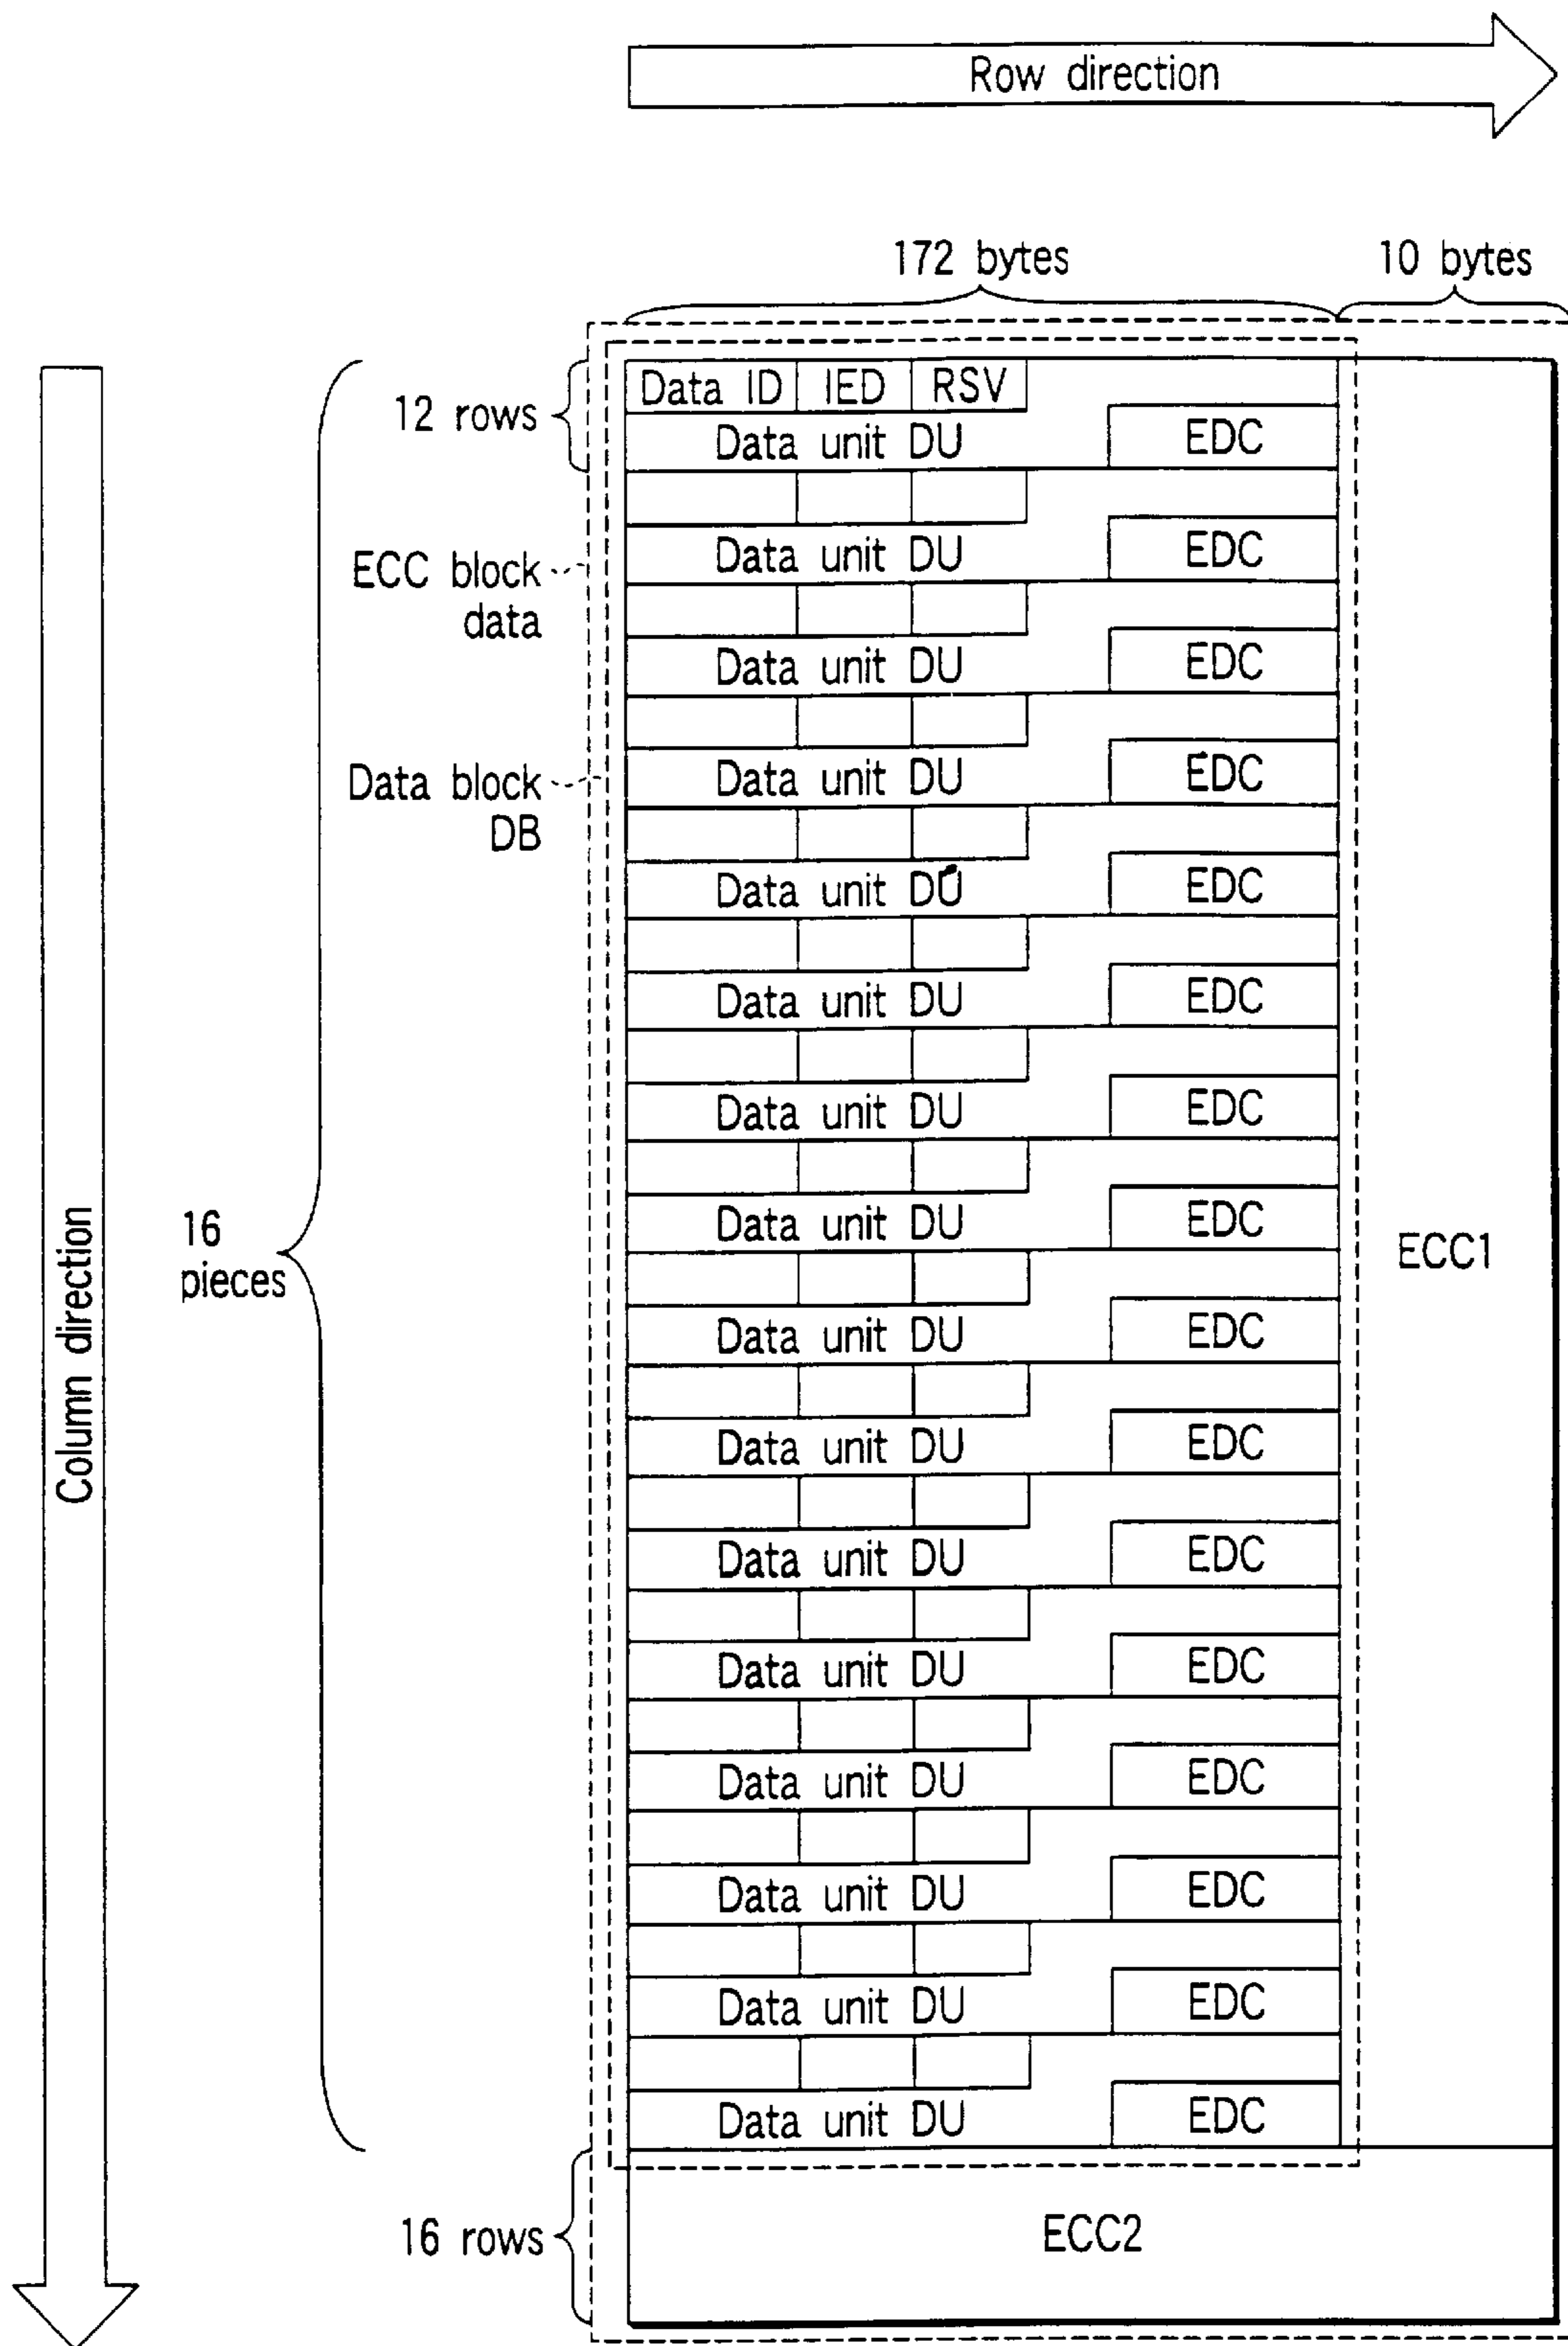 Row direction
172 bytes
10 bytes
12 rows
Data ID IED RSV
Data unit DU EDC
ECC block data
Data unit DU EDC
Data unit DU EDC
Data block DB
Data unit DU EDC
Data unit DU EDC
Data unit DU EDC
Data unit DU EDC
Column direction
16 pieces
Data unit DU EDC
ECC1
Data unit DU EDC
Data unit DU EDC
Data unit DU EDC
Data unit DU EDC
Data unit DU EDC
Data unit DU EDC
Data unit DU EDC
Data unit DU EDC
16 rows
ECC2